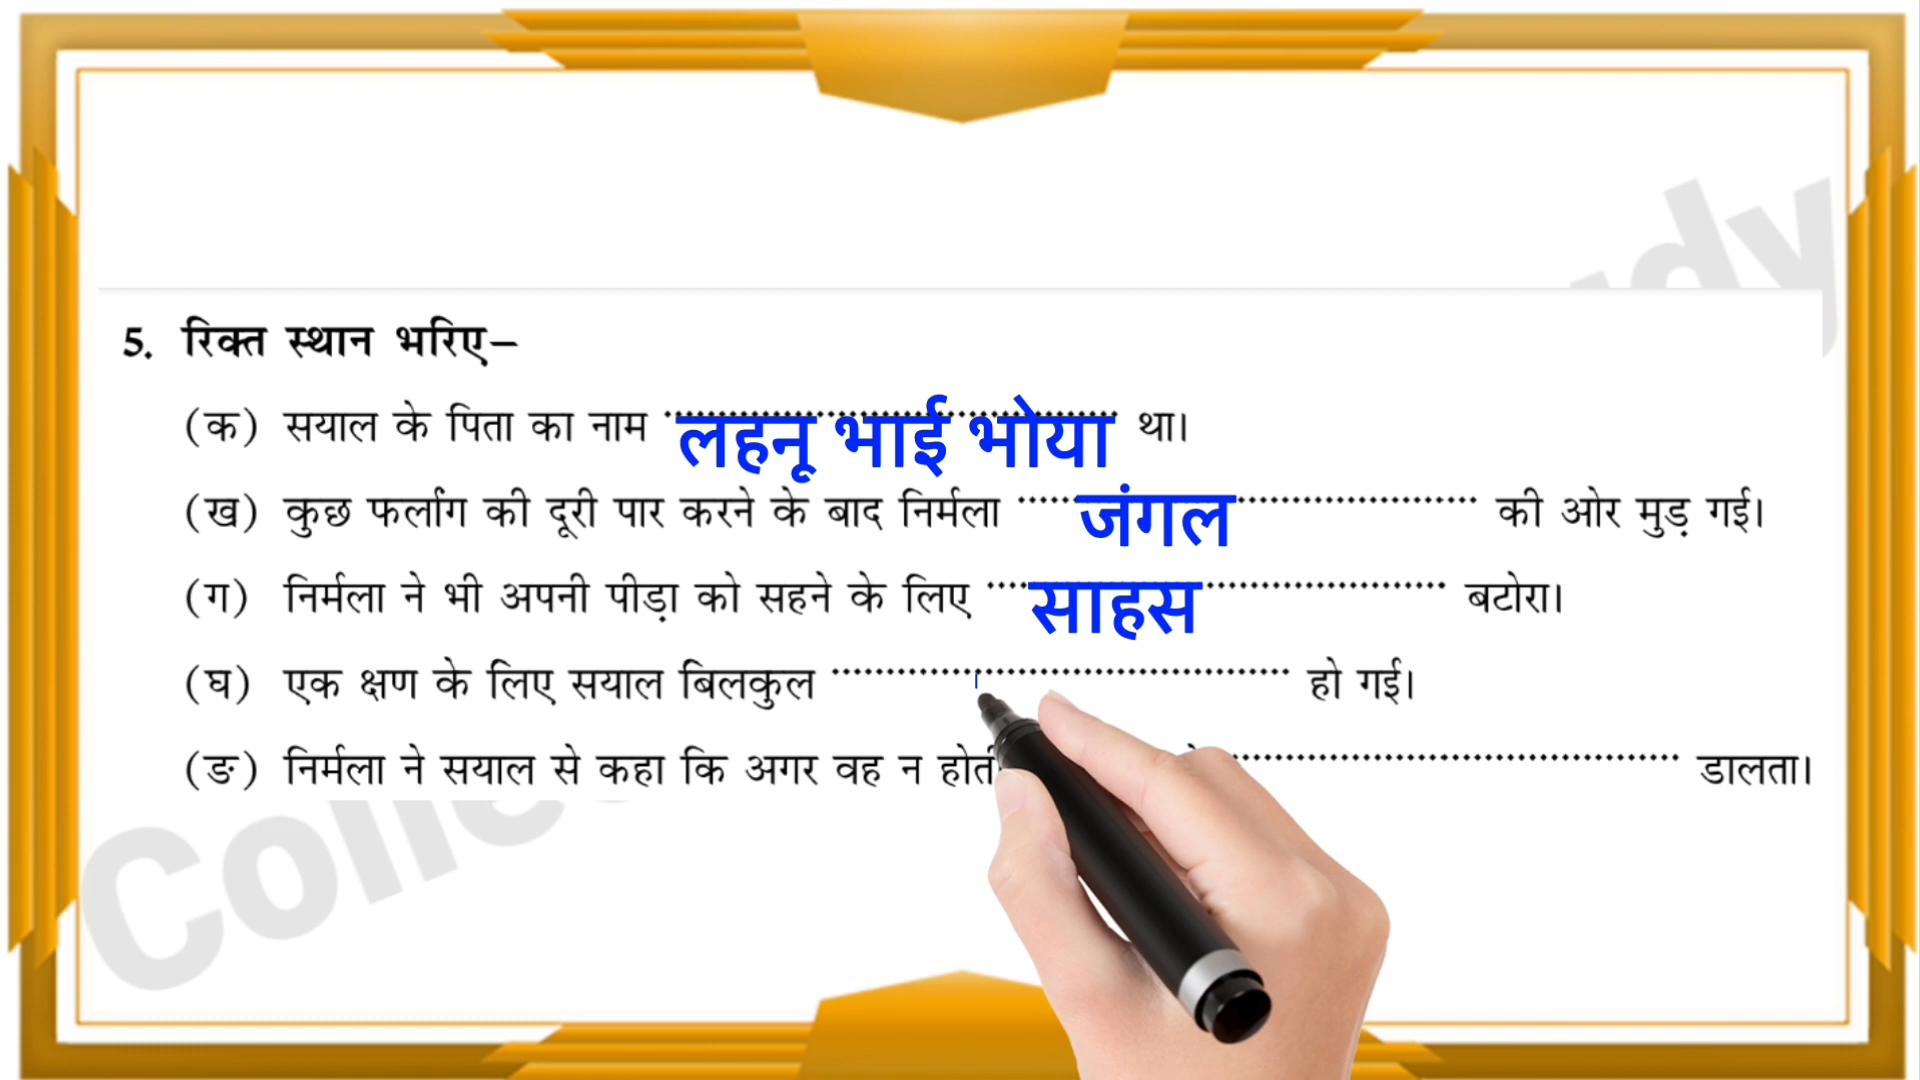 5. रिक्त स्थान भरिए–
(क) सयाल के पिता का नाम लहनू भाई भोया था।
(ख) कुछ फर्लांग की दूरी पार करने के बाद निर्मला जंगल की ओर मुड़ गई।
(ग) निर्मला ने भी अपनी पीड़ा को सहने के लिए साहस बटोरा।
(घ) एक क्षण के लिए सयाल बिलकुल हो गई।
(ङ) निर्मला ने सयाल से कहा कि अगर वह न होती डालता।